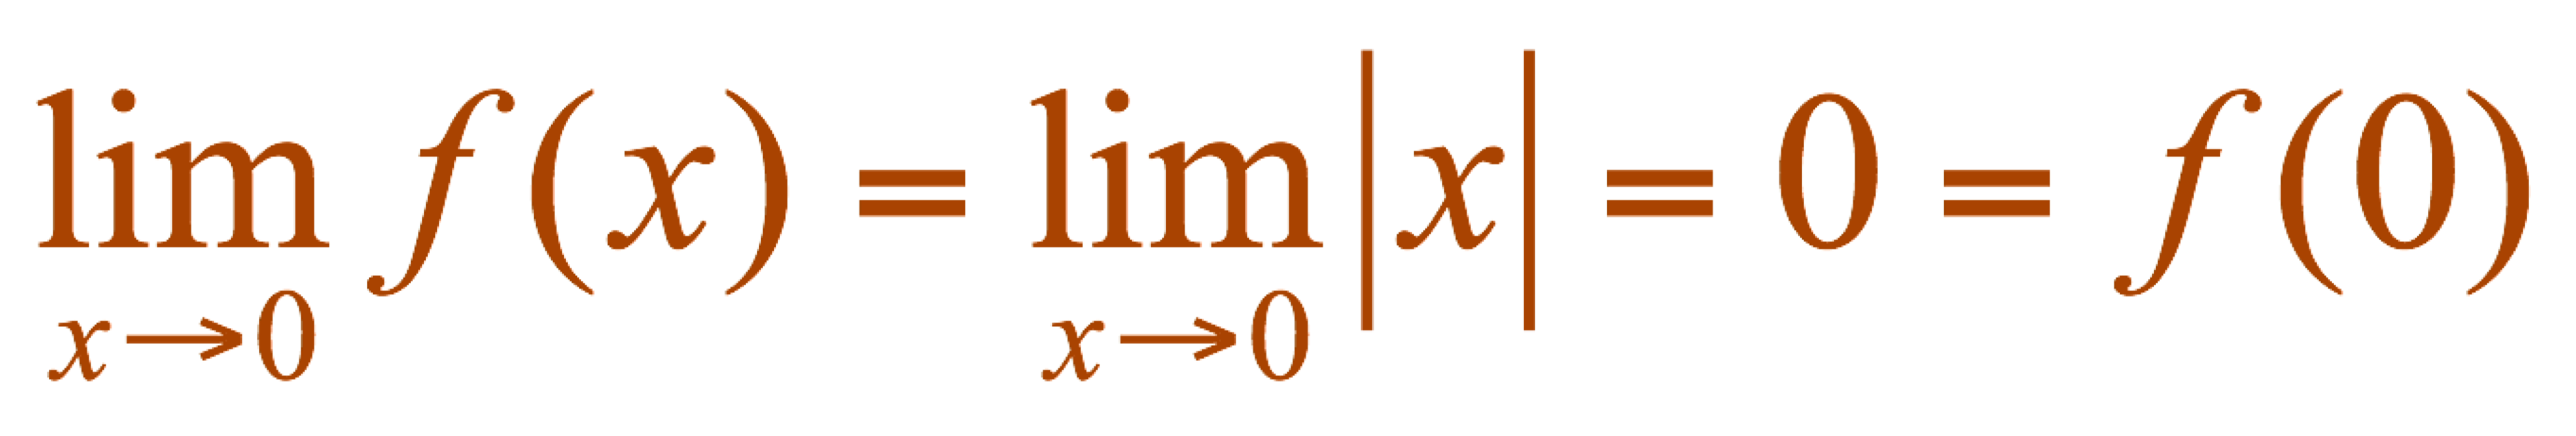 lim f(x) = lim |x| = 0 = f(0)
x→0 x→0